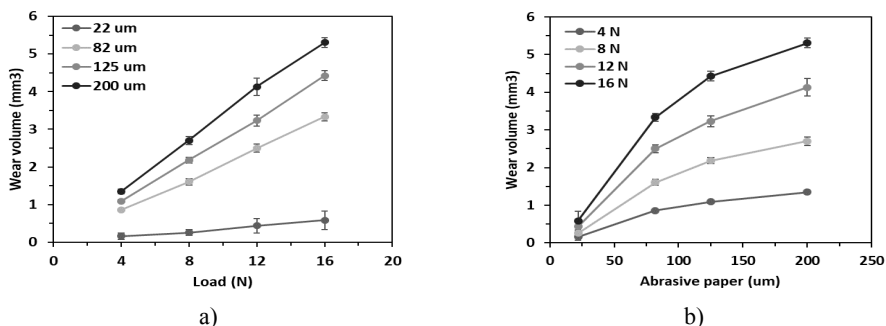 6
5
4
3
2
1
0
Wear volume (mm3)
22 um
82 um
125 um
200 um
0 4 8 12 16 20
Load (N)
a)
6
5
4
3
2
1
0
Wear volume (mm3)
4 N
8 N
12 N
16 N
0 50 100 150 200 250
Abrasive paper (um)
b)